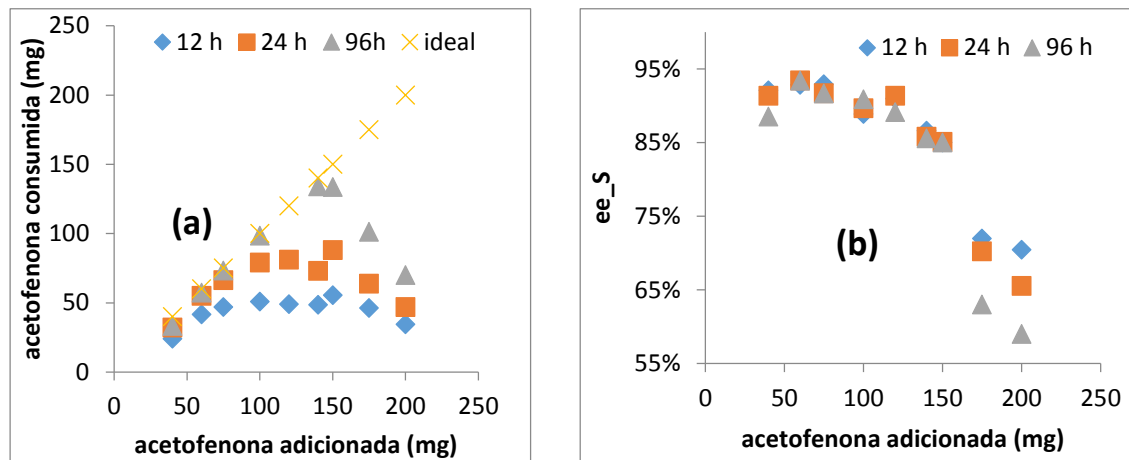 12 h 24 h 96h ideal
acetofenona consumida (mg)
250
200
150
100
50
0
(a)
0 50 100 150 200 250
acetofenona adicionada (mg)
12 h 24 h 96 h
ee_S
95%
85%
75%
65%
55%
(b)
0 50 100 150 200 250
acetofenona adicionada (mg)